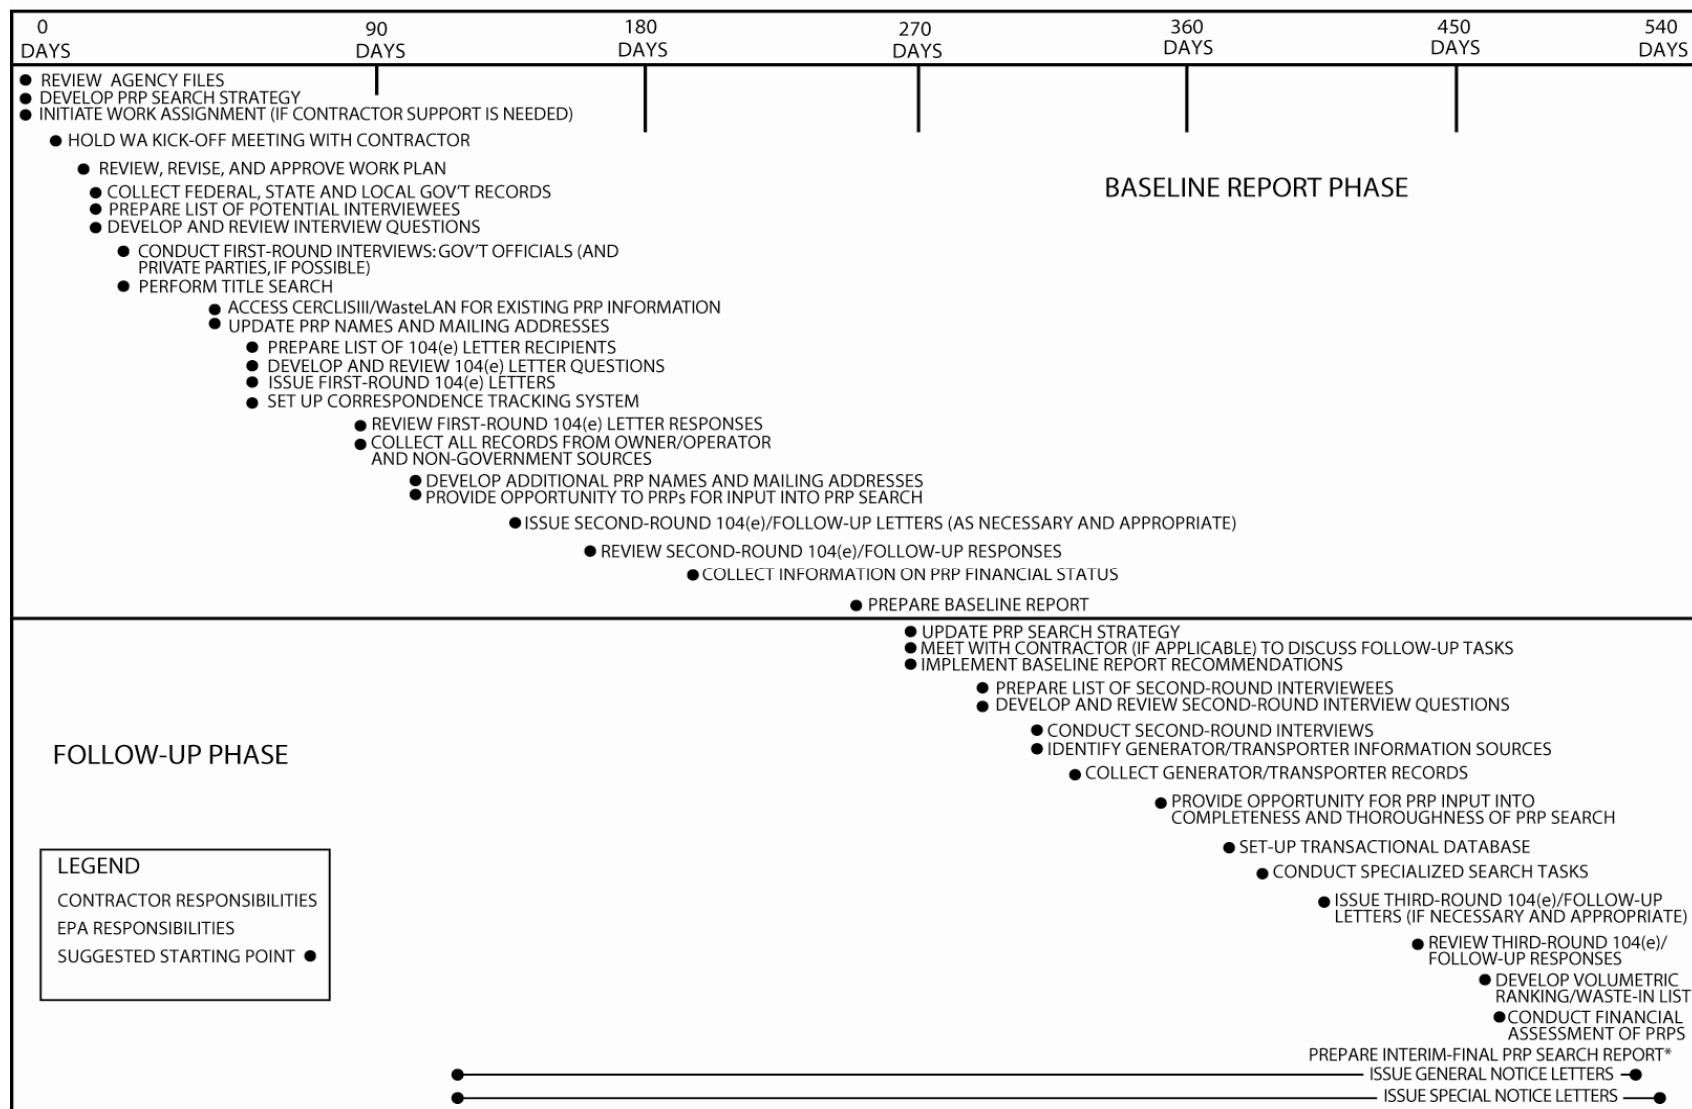 0 90 180 270 360 450 540
DAYS DAYS DAYS DAYS DAYS DAYS DAYS
REVIEW AGENCY FILES
DEVELOP PRP SEARCH STRATEGY
INITIATE WORK ASSIGNMENT (IF CONTRACTOR SUPPORT IS NEEDED)
HOLD WA KICK-OFF MEETING WITH CONTRACTOR
REVIEW, REVISE, AND APPROVE WORK PLAN
BASELINE REPORT PHASE
COLLECT FEDERAL, STATE AND LOCAL GOV'T RECORDS
PREPARE LIST OF POTENTIAL INTERVIEWEES
DEVELOP AND REVIEW INTERVIEW QUESTIONS
CONDUCT FIRST-ROUND INTERVIEWS: GOV'T OFFICIALS (AND
PRIVATE PARTIES, IF POSSIBLE)
PERFORM TITLE SEARCH
ACCESS CERCLISIII/WasteLAN FOR EXISTING PRP INFORMATION
UPDATE PRP NAMES AND MAILING ADDRESSES
PREPARE LIST OF 104(e) LETTER RECIPIENTS
DEVELOP AND REVIEW 104(e) LETTER QUESTIONS
ISSUE FIRST-ROUND 104(e) LETTERS
SET UP CORRESPONDENCE TRACKING SYSTEM
REVIEW FIRST-ROUND 104(e) LETTER RESPONSES
COLLECT ALL RECORDS FROM OWNER/OPERATOR
AND NON-GOVERNMENT SOURCES
DEVELOP ADDITIONAL PRP NAMES AND MAILING ADDRESSES
PROVIDE OPPORTUNITY TO PRPs FOR INPUT INTO PRP SEARCH
ISSUE SECOND-ROUND 104(e)/FOLLOW-UP LETTERS (AS NECESSARY AND APPROPRIATE)
REVIEW SECOND-ROUND 104(e)/FOLLOW-UP RESPONSES
COLLECT INFORMATION ON PRP FINANCIAL STATUS
PREPARE BASELINE REPORT
UPDATE PRP SEARCH STRATEGY
MEET WITH CONTRACTOR (IF APPLICABLE) TO DISCUSS FOLLOW-UP TASKS
IMPLEMENT BASELINE REPORT RECOMMENDATIONS
PREPARE LIST OF SECOND-ROUND INTERVIEWEES
DEVELOP AND REVIEW SECOND-ROUND INTERVIEW QUESTIONS
CONDUCT SECOND-ROUND INTERVIEWS
IDENTIFY GENERATOR/TRANSPORTER INFORMATION SOURCES
FOLLOW-UP PHASE
COLLECT GENERATOR/TRANSPORTER RECORDS
PROVIDE OPPORTUNITY FOR PRP INPUT INTO
COMPLETENESS AND THOROUGHNESS OF PRP SEARCH
SET-UP TRANSACTIONAL DATABASE
CONDUCT SPECIALIZED SEARCH TASKS
ISSUE THIRD-ROUND 104(e)/FOLLOW-UP
LETTERS (IF NECESSARY AND APPROPRIATE)
REVIEW THIRD-ROUND 104(e)/
FOLLOW-UP RESPONSES
DEVELOP VOLUMETRIC
RANKING/WASTE-IN LIST
CONDUCT FINANCIAL
ASSESSMENT OF PRPS
PREPARE INTERIM-FINAL PRP SEARCH REPORT*
ISSUE GENERAL NOTICE LETTERS
ISSUE SPECIAL NOTICE LETTERS
LEGEND
CONTRACTOR RESPONSIBILITIES
EPA RESPONSIBILITIES
SUGGESTED STARTING POINT